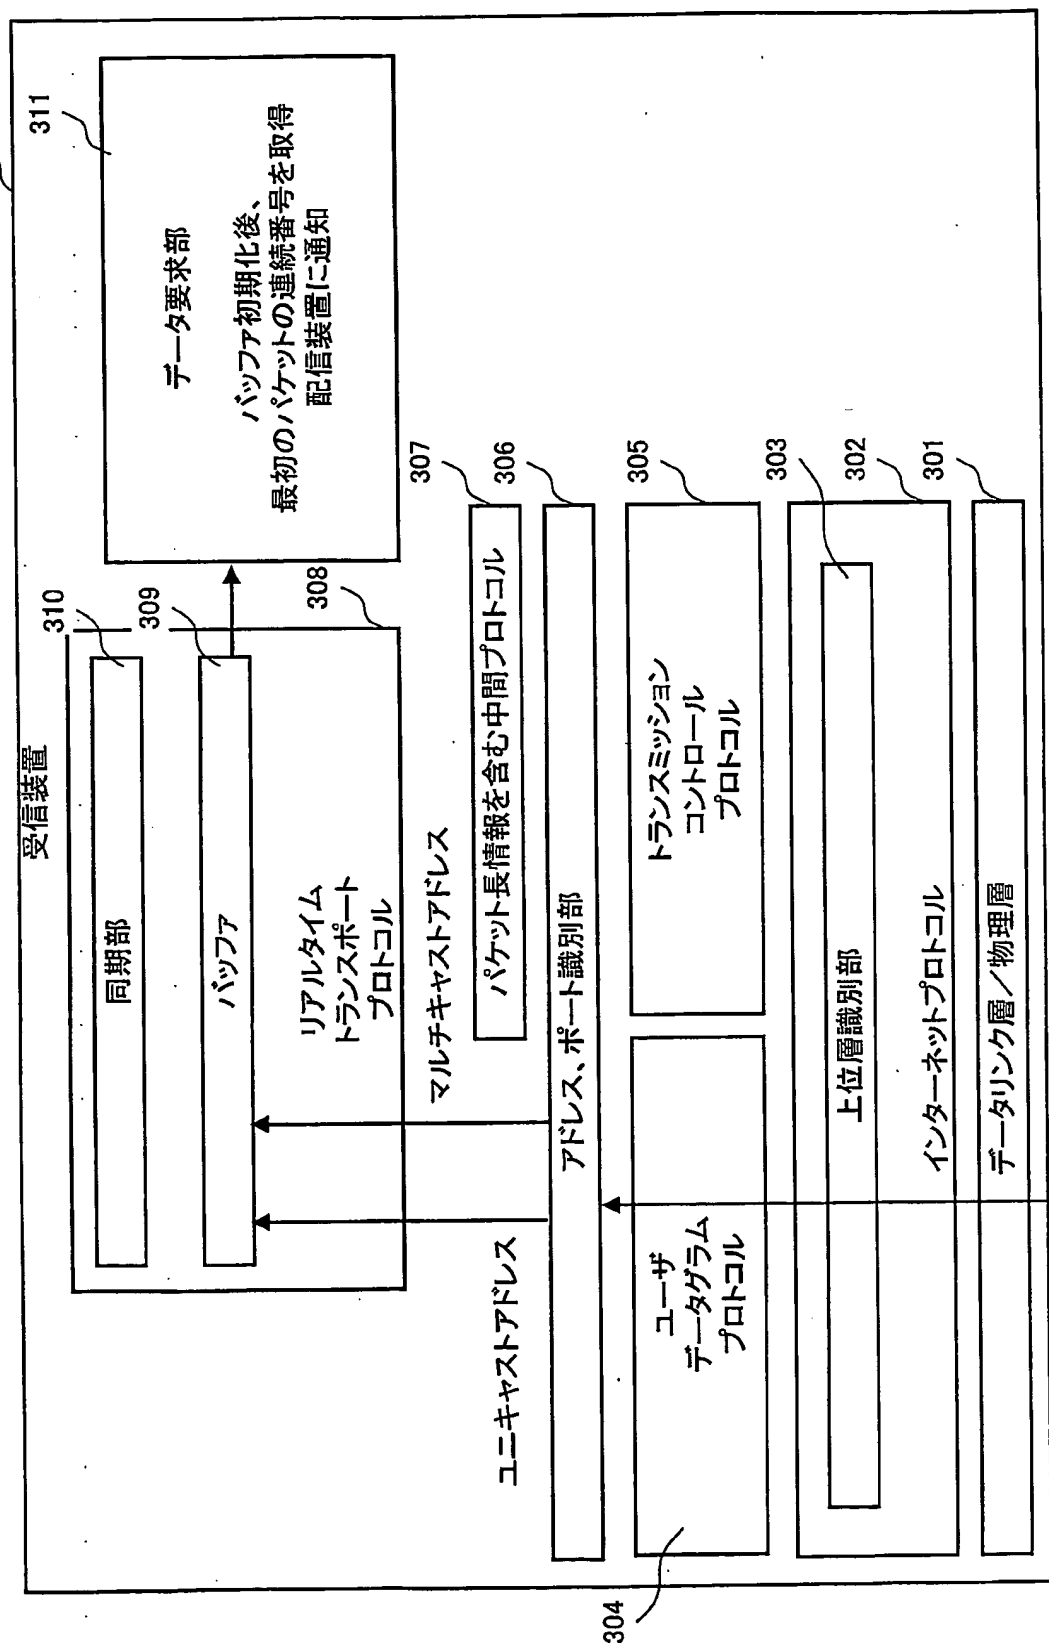 受信装置
310
同期部
309
バッファ
リアルタイム
トランスポート
プロトコル
308
311
データ要求部
バッファ初期化後、
最初のパケットの連続番号を取得
配信装置に通知
ユニキャストアドレス
マルチキャストアドレス
307
パケット長情報を含む中間プロトコル
306
アドレス、ポート識別部
304
ユーザ
データグラム
プロトコル
305
トランスミッション
コントロール
プロトコル
303
上位層識別部
302
インターネットプロトコル
301
データリンク層/物理層